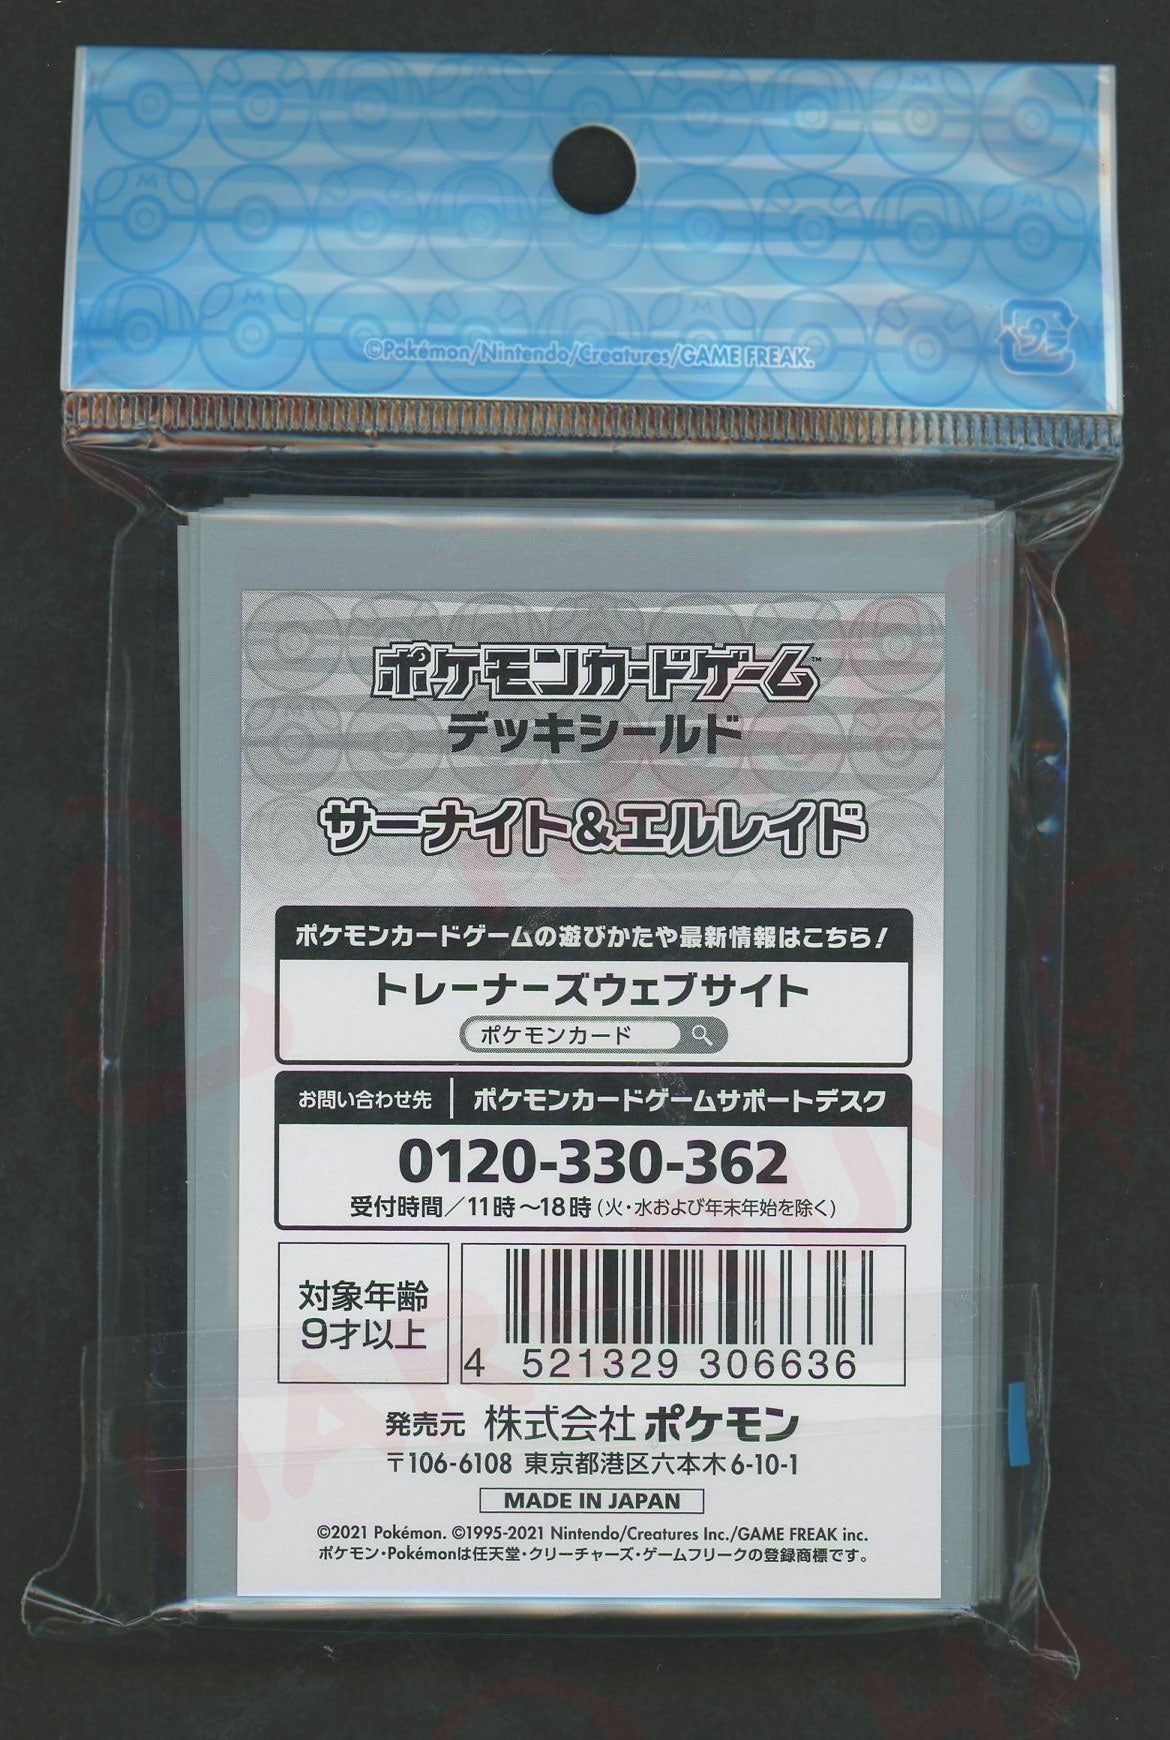 ©Pokémon/Nintendo/Creatures/GAME FREAK.
プラ
ポケモンカードゲーム™
デッキシールド
サーナイト&エルレイド
ポケモンカードゲームの遊びかたや最新情報はこちら!
トレーナーズウェブサイト
ポケモンカード
お問い合わせ先 ポケモンカードゲームサポートデスク
0120-330-362
受付時間/11時~18時(火・水および年末年始を除く)
対象年齢
9才以上
4 521329 306636
発売元 株式会社ポケモン
〒106-6108 東京都港区六本木6-10-1
MADE IN JAPAN
©2021 Pokémon. ©1995-2021 Nintendo/Creatures Inc./GAME FREAK inc.
ポケモン・Pokémonは任天堂・クリーチャーズ・ゲームフリークの登録商標です。